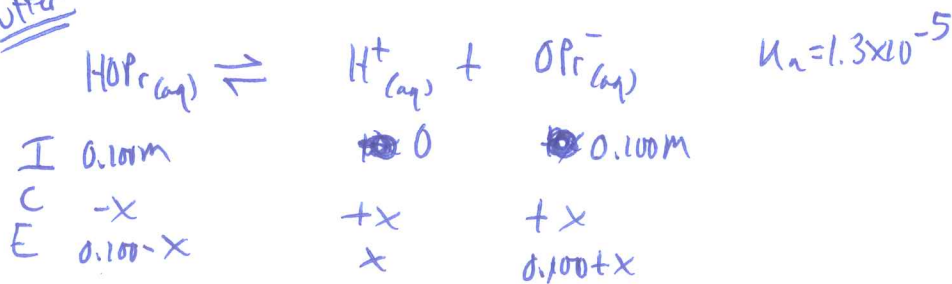 HOPr(aq) ⇌ H⁺(aq) + OPr⁻(aq) Ka=1.3x10⁻⁵
I 0.100m 0 0.100M
C -x +x +x
E 0.100-x x 0.100+x